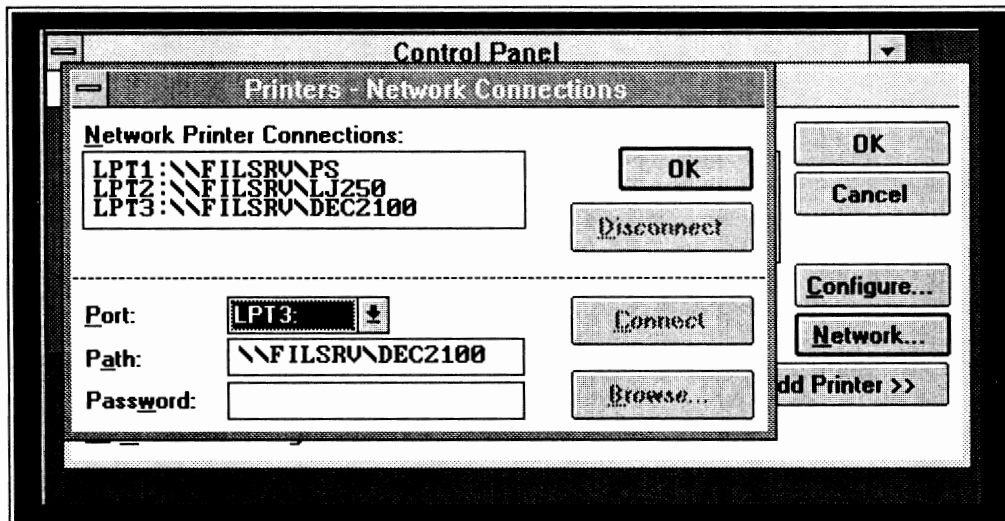 Control Panel
Printers - Network Connections
Network Printer Connections:
LPT1:\\FILSRV\PS
LPT2:\\FILSRV\LJ250
LPT3:\\FILSRV\DEC2100
OK
Disconnect
Port:
LPT3:
Connect
Path:
\\FILSRV\DEC2100
Password:
Browse...
OK
Cancel
Configure...
Network...
dd Printer >>